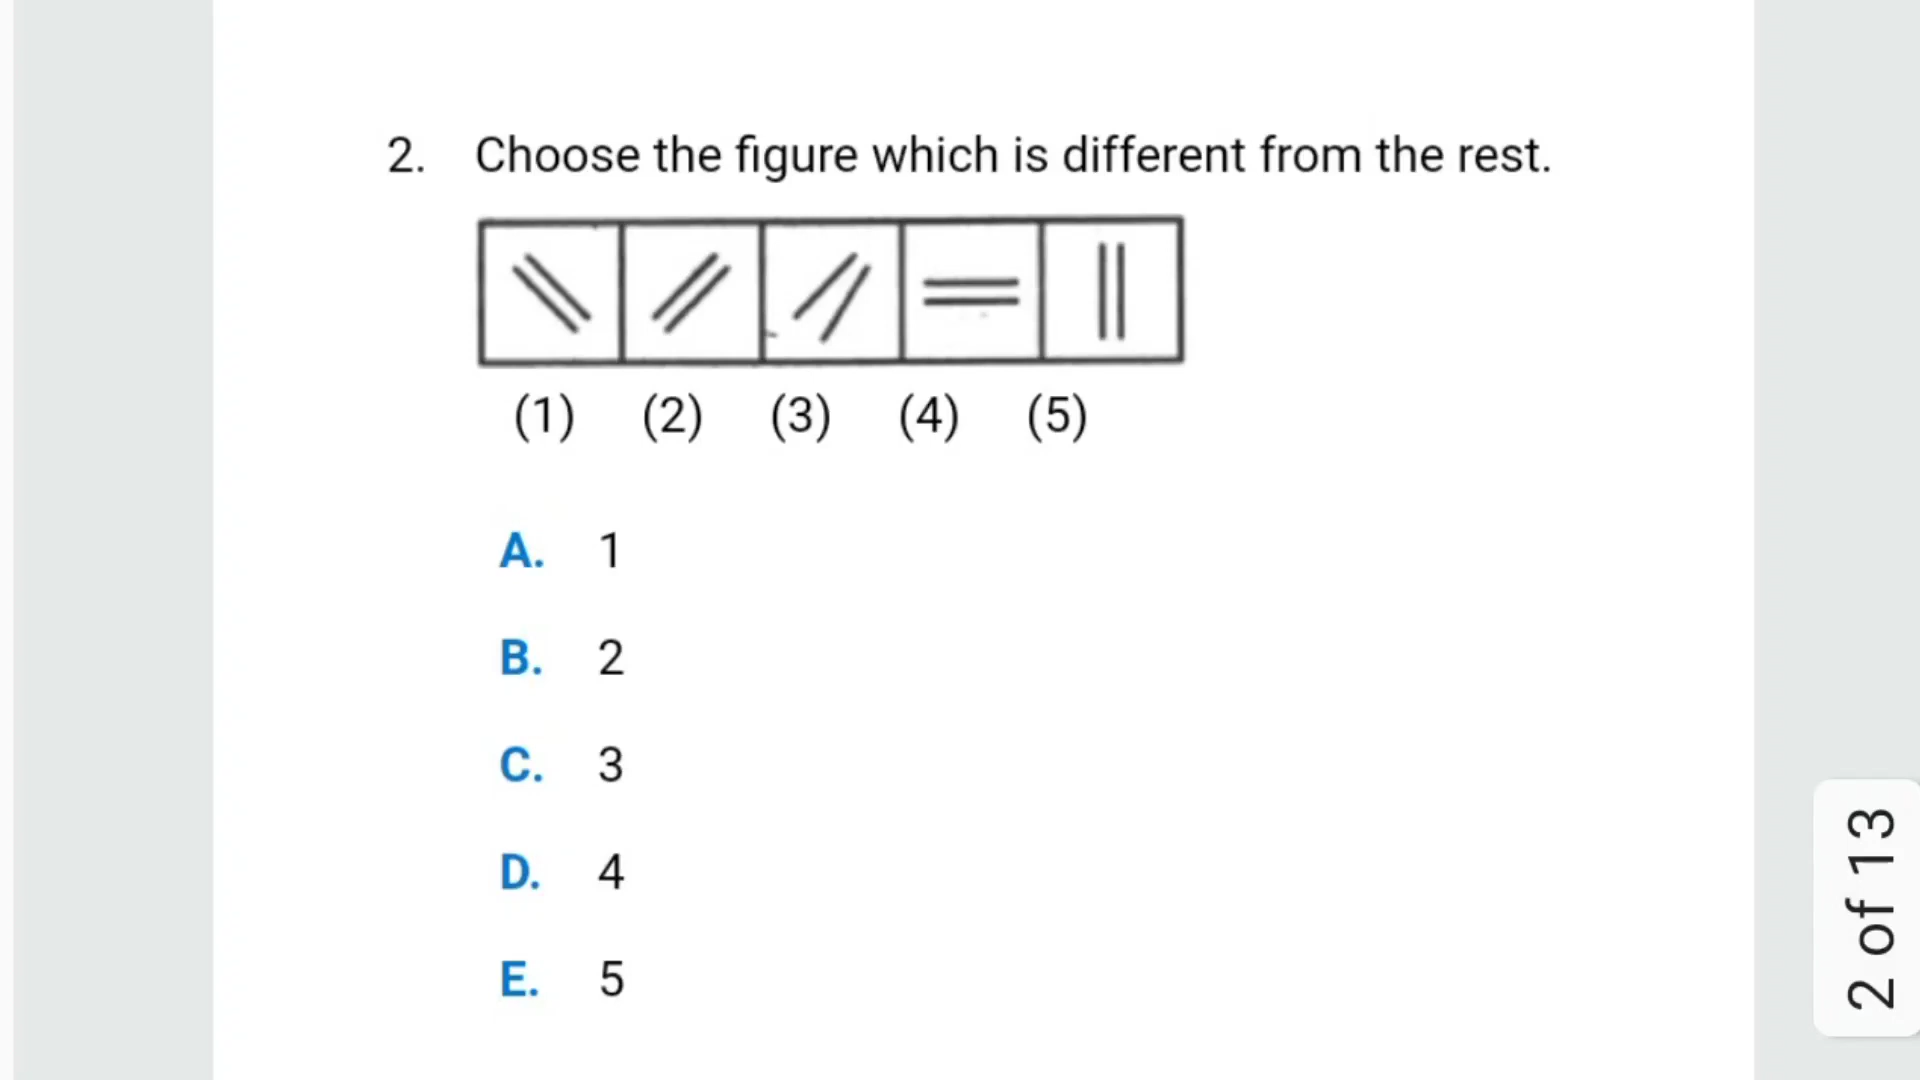 2. Choose the figure which is different from the rest.
(1) (2) (3) (4) (5)
A. 1
B. 2
C. 3
D. 4
E. 5
2 of 13